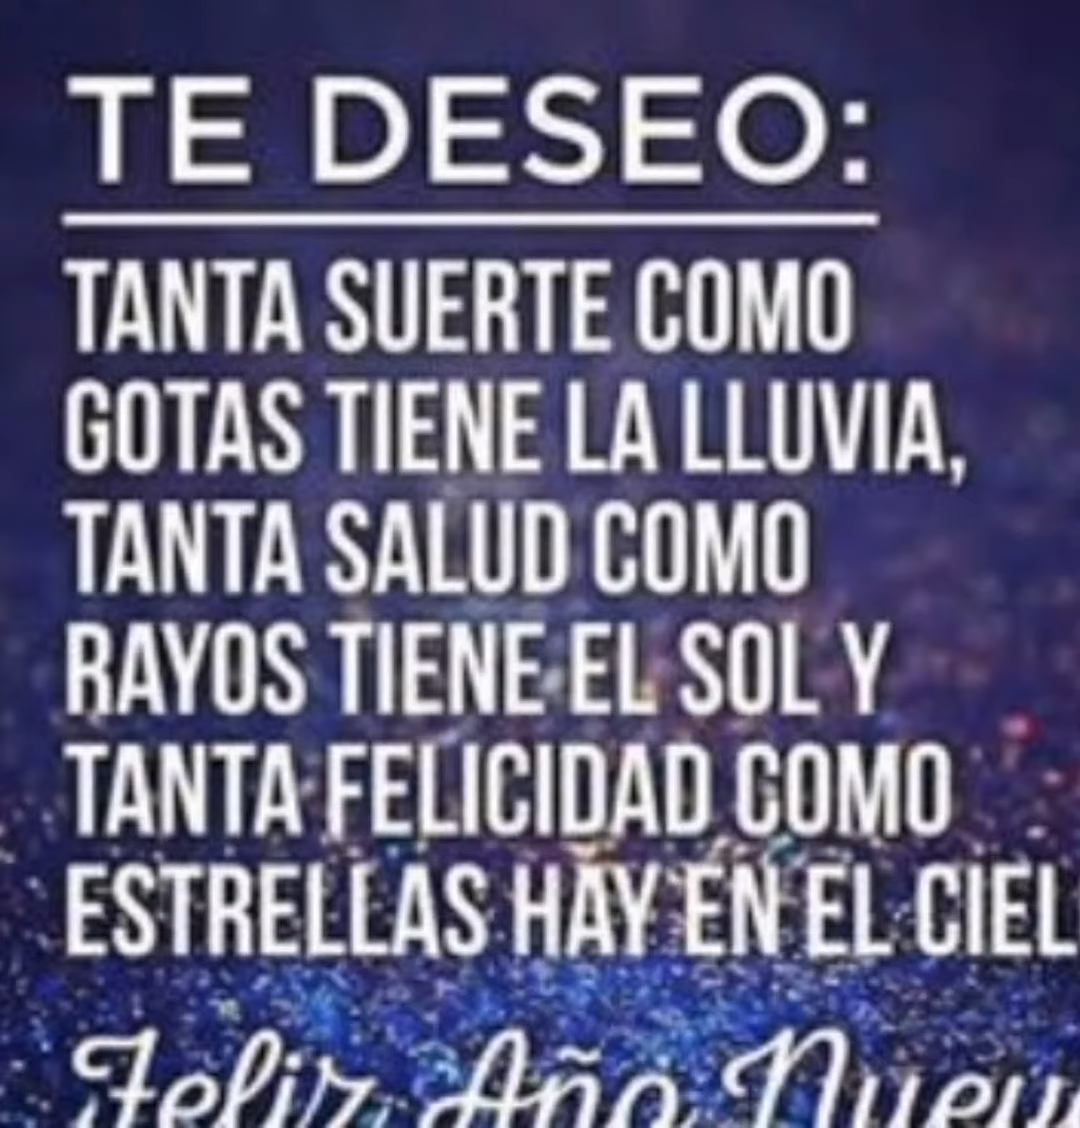 TE DESEO:
TANTA SUERTE COMO
GOTAS TIENE LA LLUVIA,
TANTA SALUD COMO
RAYOS TIENE EL SOL Y
TANTA FELICIDAD COMO
ESTRELLAS HAY EN EL CIEL
Feliz Año Nuev